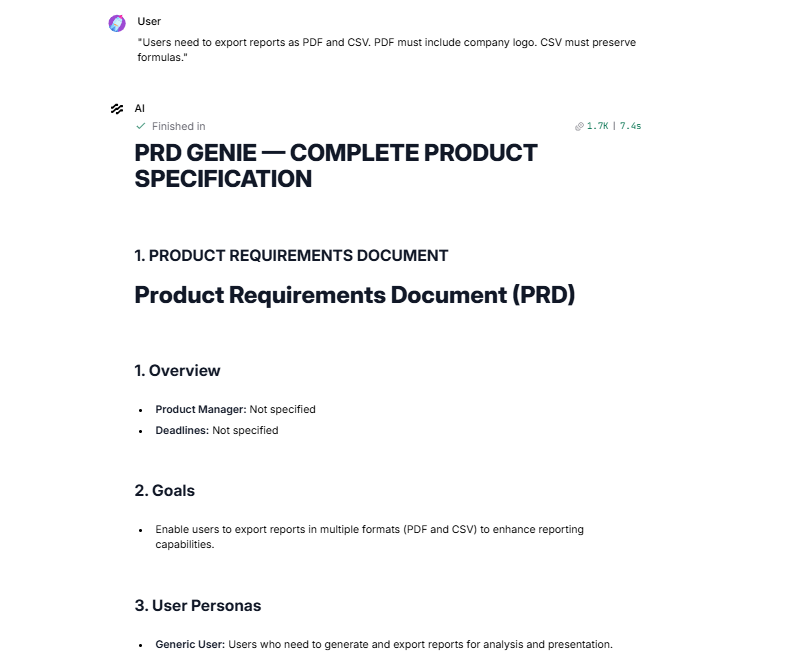 User
"Users need to export reports as PDF and CSV. PDF must include company logo. CSV must preserve
formulas."
AI
Finished in
1.7K | 7.4s
PRD GENIE — COMPLETE PRODUCT
SPECIFICATION
1. PRODUCT REQUIREMENTS DOCUMENT
Product Requirements Document (PRD)
1. Overview
• Product Manager: Not specified
• Deadlines: Not specified
2. Goals
• Enable users to export reports in multiple formats (PDF and CSV) to enhance reporting
capabilities.
3. User Personas
• Generic User: Users who need to generate and export reports for analysis and presentation.